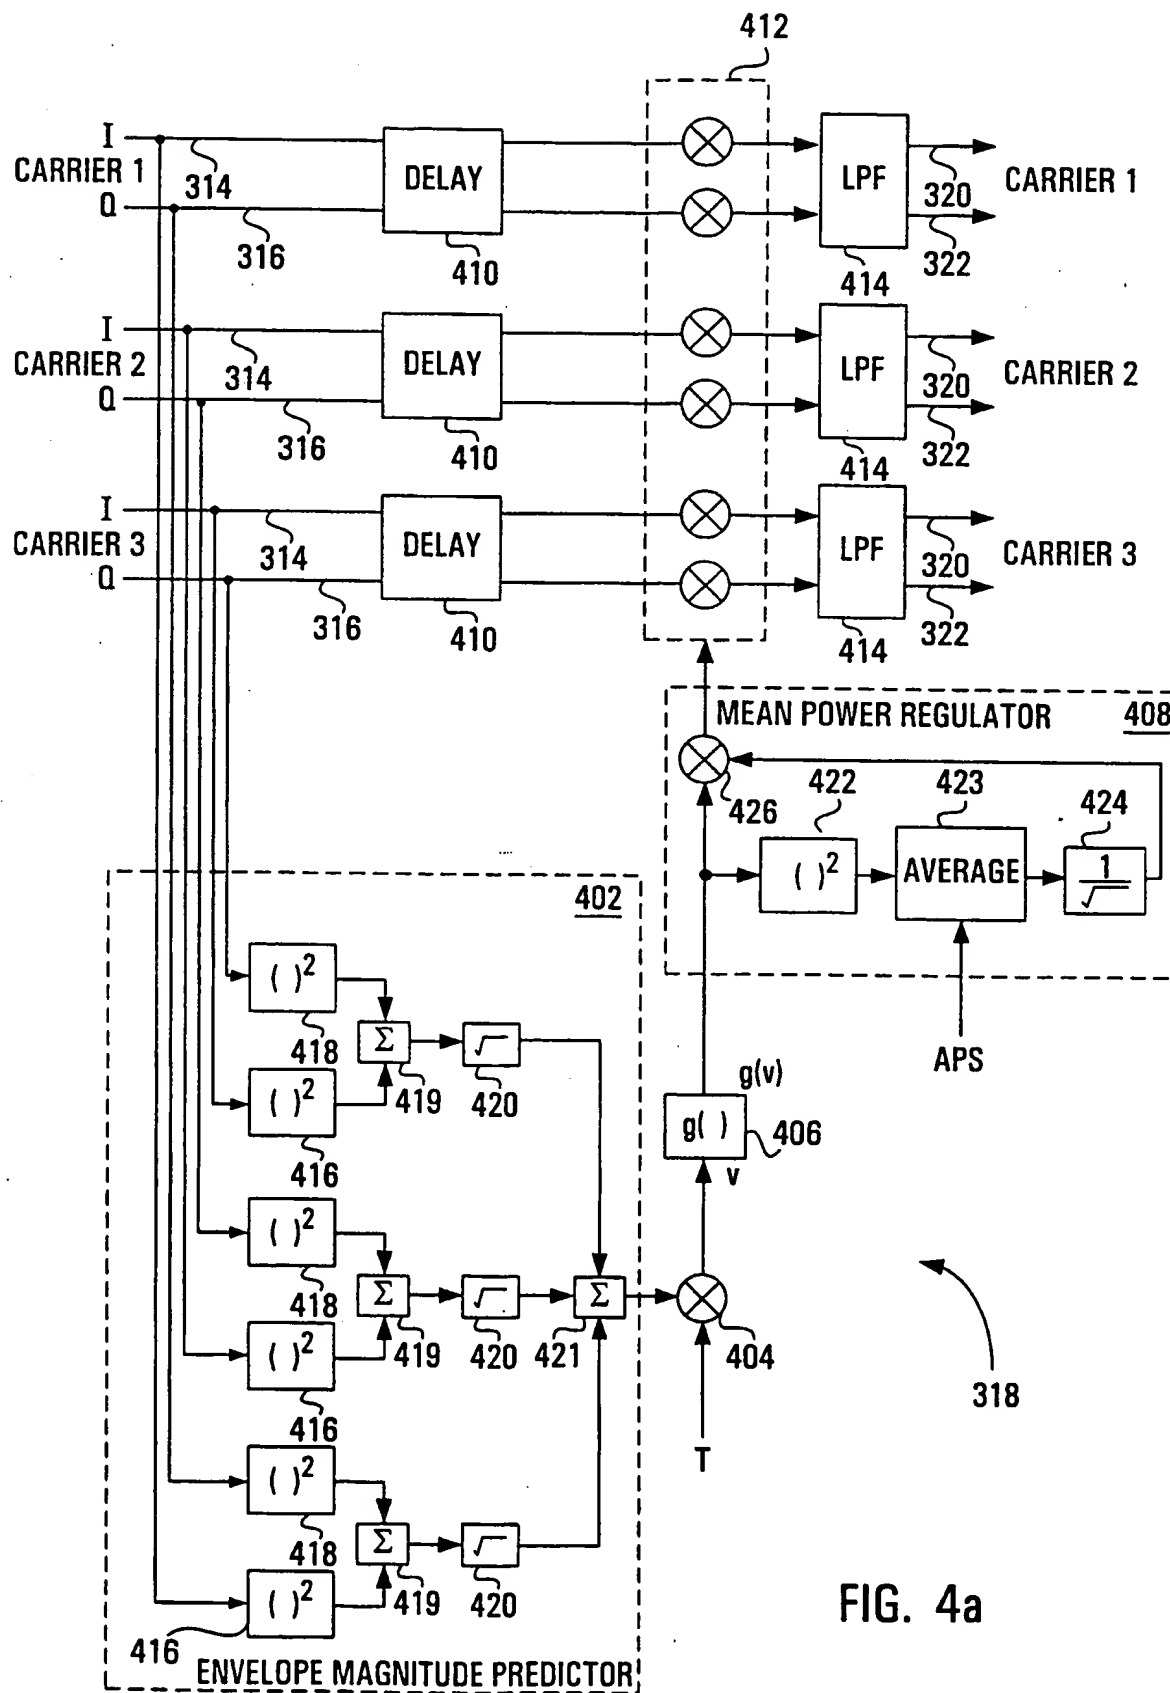 412
I
CARRIER 1
Q
314
316
DELAY
410
LPF
414
320
322
CARRIER 1
I
CARRIER 2
Q
314
316
DELAY
410
LPF
414
320
322
CARRIER 2
I
CARRIER 3
Q
314
316
DELAY
410
LPF
414
320
322
CARRIER 3
MEAN POWER REGULATOR 408
426
422
( )²
423
AVERAGE
424
1
√
APS
402
( )²
418
Σ
419
√
420
( )²
416
g(v)
g( )
406
v
( )²
418
Σ
419
√
420
Σ
421
404
T
( )²
416
318
( )²
418
Σ
419
√
420
( )²
416
ENVELOPE MAGNITUDE PREDICTOR
FIG. 4a